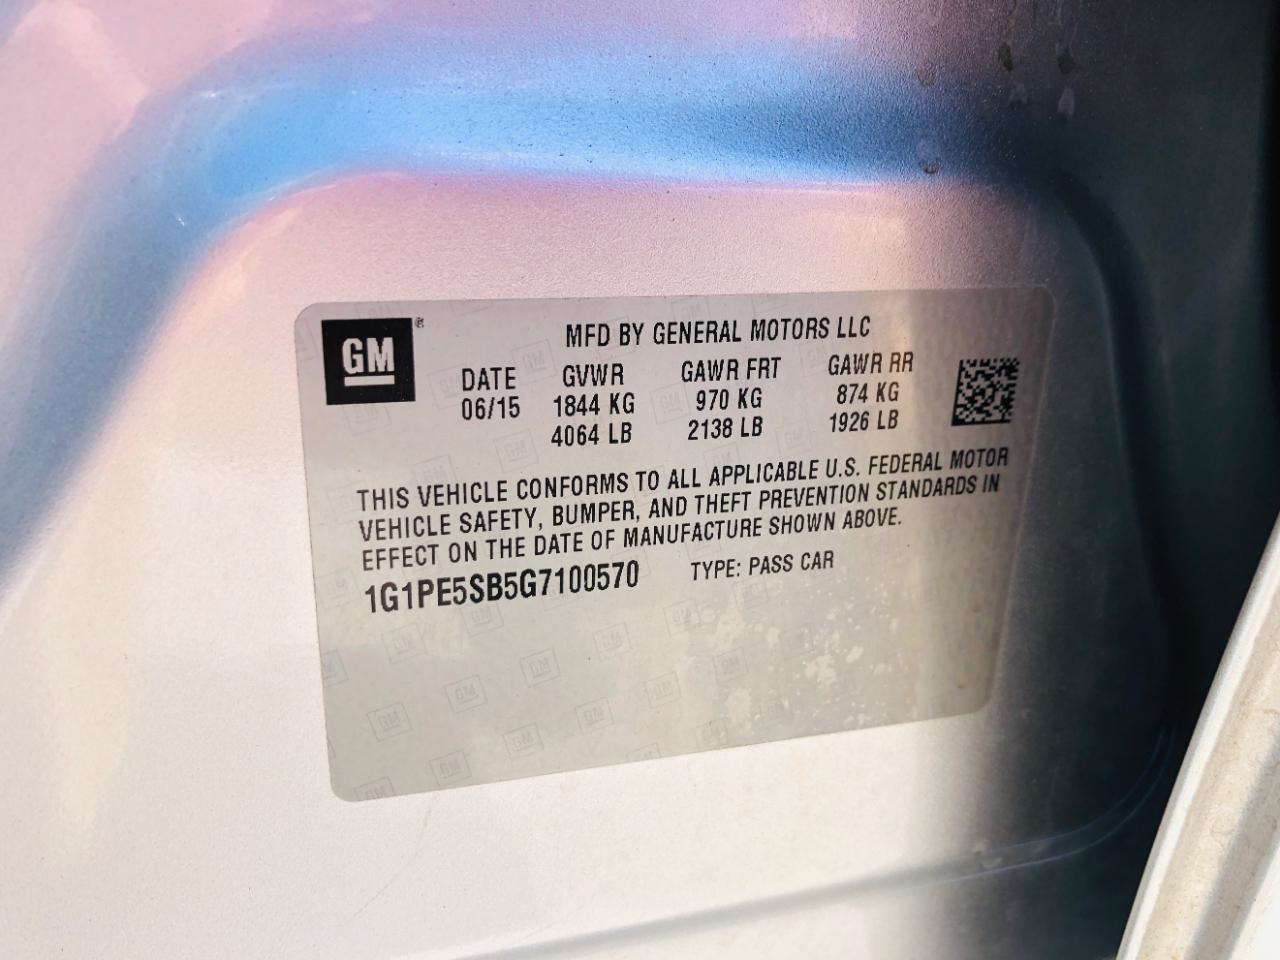 GM®
MFD BY GENERAL MOTORS LLC
DATE GVWR GAWR FRT GAWR RR
06/15 1844 KG 970 KG 874 KG
4064 LB 2138 LB 1926 LB
THIS VEHICLE CONFORMS TO ALL APPLICABLE U.S. FEDERAL MOTOR
VEHICLE SAFETY, BUMPER, AND THEFT PREVENTION STANDARDS IN
EFFECT ON THE DATE OF MANUFACTURE SHOWN ABOVE.
1G1PE5SB5G7100570 TYPE: PASS CAR